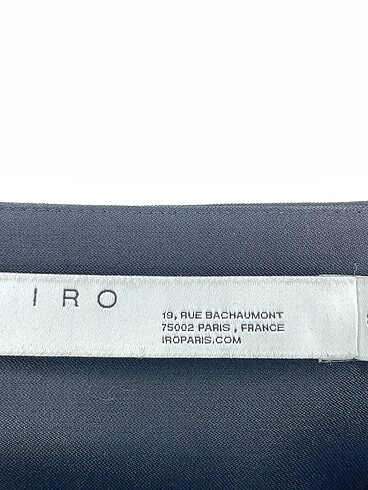 IRO
19, RUE BACHAUMONT
75002 PARIS, FRANCE
IROPARIS.COM